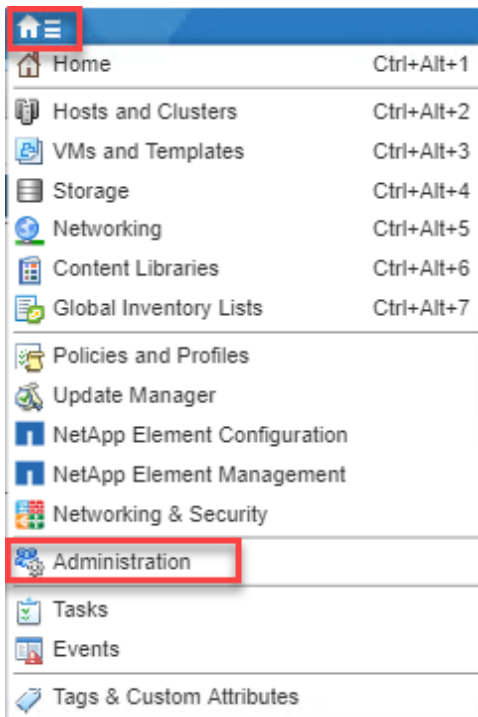 Home Ctrl+Alt+1
Hosts and Clusters Ctrl+Alt+2
VMs and Templates Ctrl+Alt+3
Storage Ctrl+Alt+4
Networking Ctrl+Alt+5
Content Libraries Ctrl+Alt+6
Global Inventory Lists Ctrl+Alt+7
Policies and Profiles
Update Manager
NetApp Element Configuration
NetApp Element Management
Networking & Security
Administration
Tasks
Events
Tags & Custom Attributes